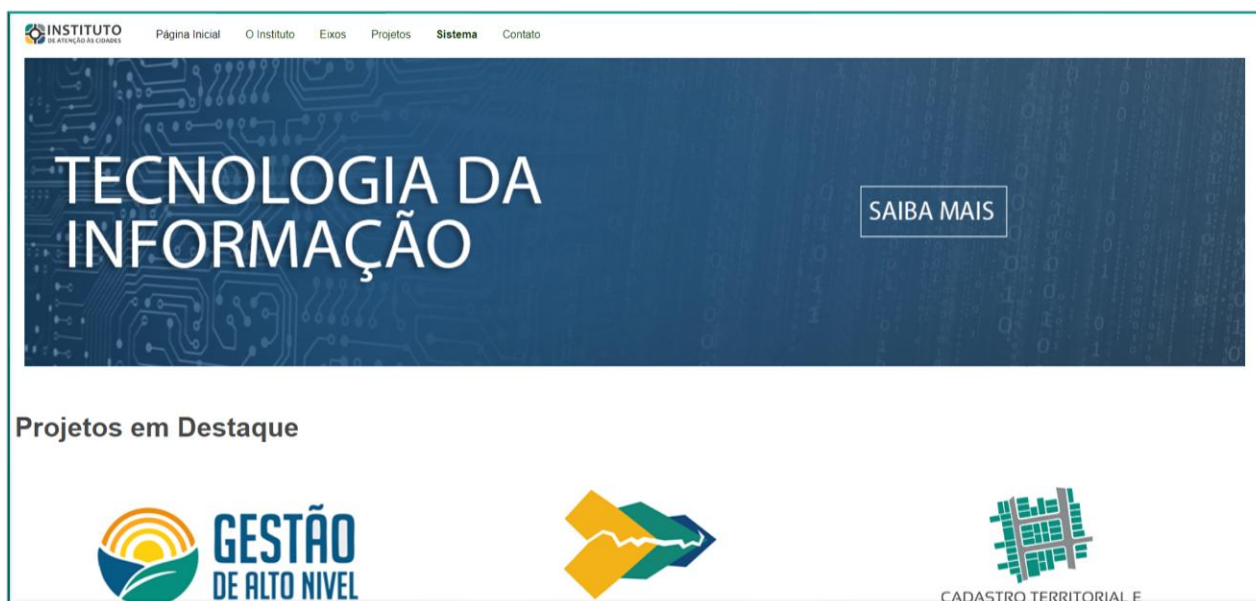 INSTITUTO
DE ATENÇÃO ÀS CIDADES
Página Inicial O Instituto Eixos Projetos Sistema Contato
TECNOLOGIA DA
INFORMAÇÃO
SAIBA MAIS
Projetos em Destaque
GESTÃO
DE ALTO NIVEL
CADASTRO TERRITORIAL E